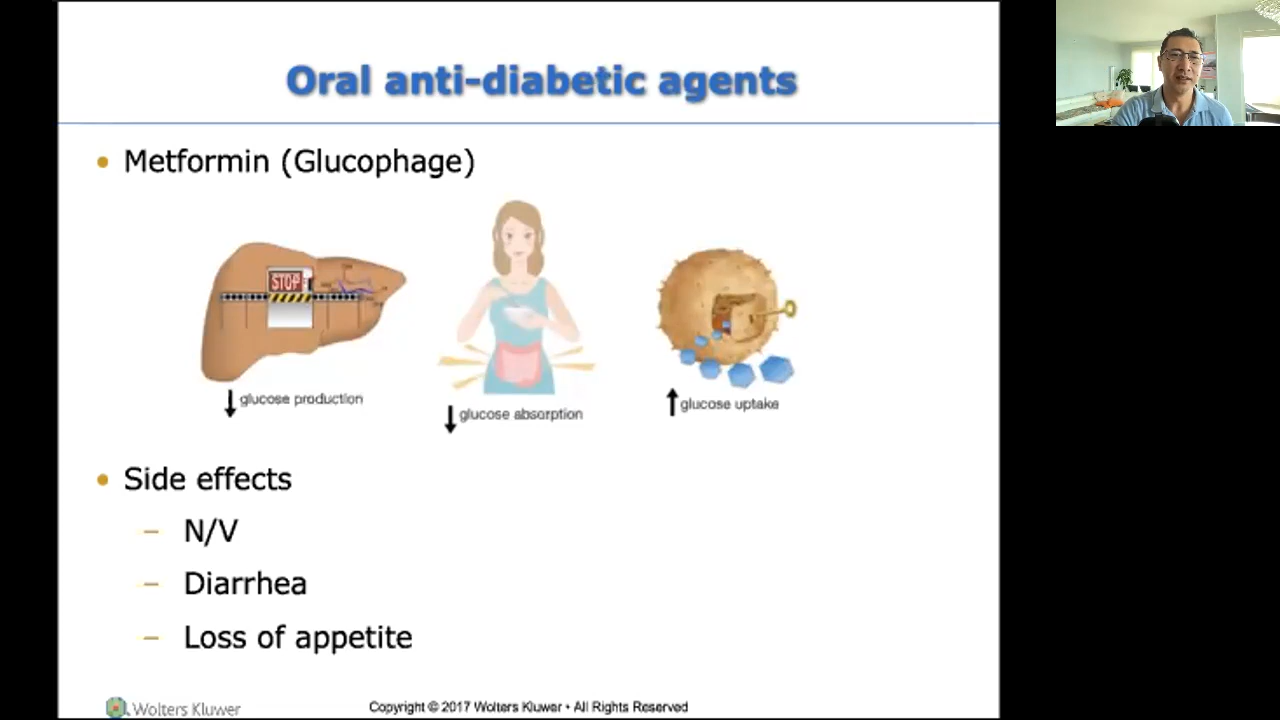 Oral anti-diabetic agents
• Metformin (Glucophage)
STOP
↓ glucose production
↓ glucose absorption
↑ glucose uptake
• Side effects
– N/V
– Diarrhea
– Loss of appetite
Wolters Kluwer
Copyright © 2017 Wolters Kluwer • All Rights Reserved